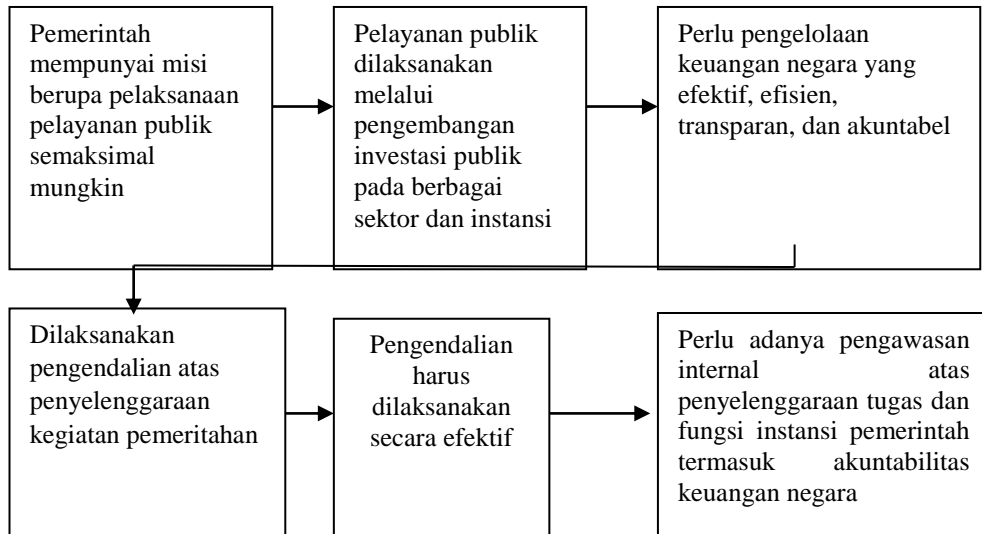 Pemerintah
mempunyai misi
berupa pelaksanaan
pelayanan publik
semaksimal
mungkin
Pelayanan publik
dilaksanakan
melalui
pengembangan
investasi publik
pada berbagai
sektor dan instansi
Perlu pengelolaan
keuangan negara yang
efektif, efisien,
transparan, dan akuntabel
Dilaksanakan
pengendalian atas
penyelenggaraan
kegiatan pemeritahan
Pengendalian
harus
dilaksanakan
secara efektif
Perlu adanya pengawasan
internal atas
penyelenggaraan tugas dan
fungsi instansi pemerintah
termasuk akuntabilitas
keuangan negara